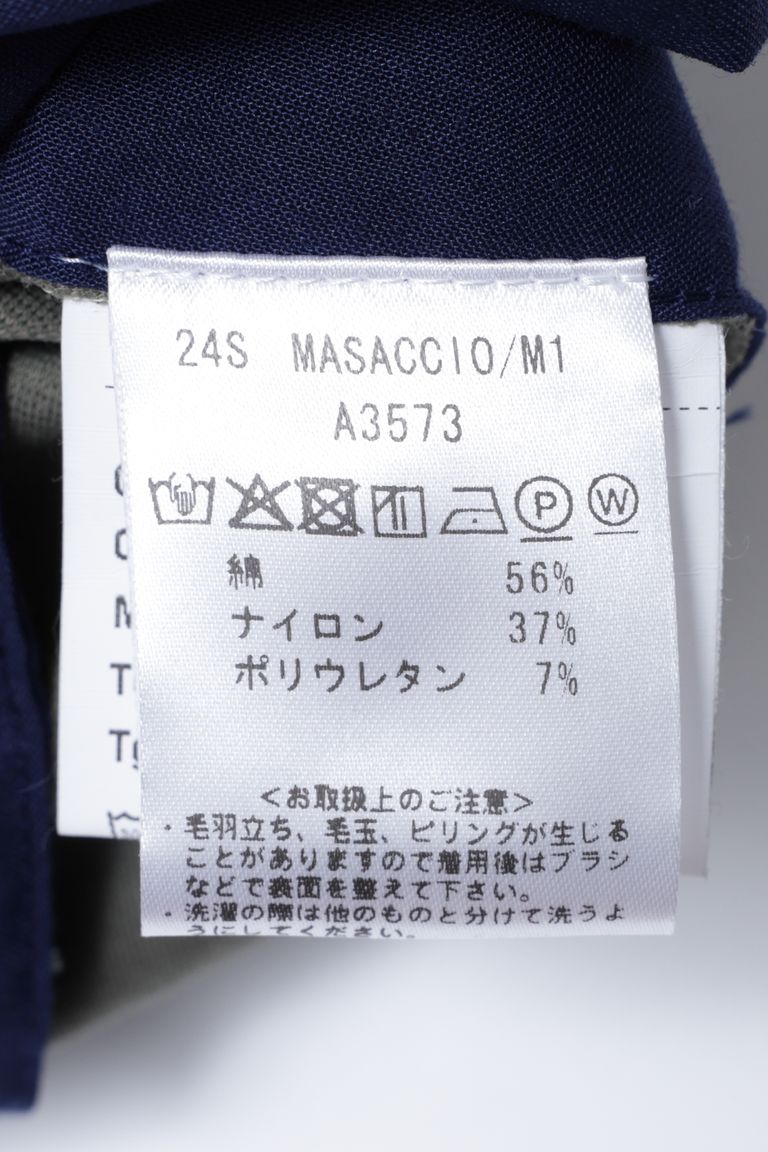 24S MASACCIO/M1
A3573
P W
綿 56%
ナイロン 37%
ポリウレタン 7%
<お取扱上のご注意>
・毛羽立ち、毛玉、ピリングが生じる
ことがありますので着用後はブラシ
などで表面を整えて下さい。
・洗濯の際は他のものと分けて洗うよ
うにしてください。